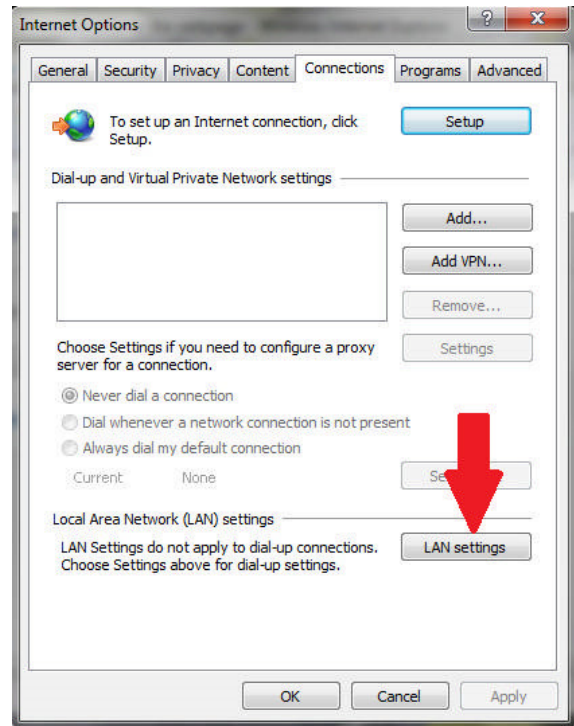 Internet Options
General Security Privacy Content Connections Programs Advanced
To set up an Internet connection, click
Setup.
Setup
Dial-up and Virtual Private Network settings
Add...
Add VPN...
Remove...
Choose Settings if you need to configure a proxy
server for a connection.
Settings
Never dial a connection
Dial whenever a network connection is not present
Always dial my default connection
Current None
Local Area Network (LAN) settings
LAN Settings do not apply to dial-up connections.
Choose Settings above for dial-up settings.
LAN settings
OK Cancel Apply